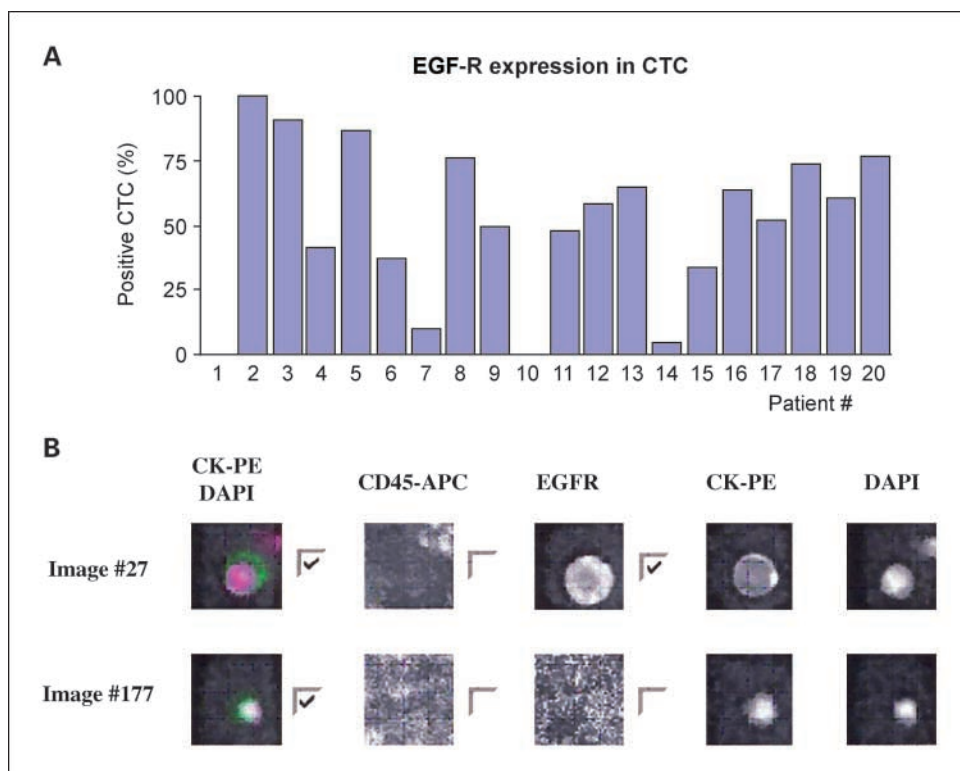 A
EGF-R expression in CTC
Positive CTC (%)
100
75
50
25
0
1 2 3 4 5 6 7 8 9 10 11 12 13 14 15 16 17 18 19 20
Patient #
B
CK-PE DAPI
CD45-APC
EGFR
CK-PE
DAPI
Image #27
Image #177